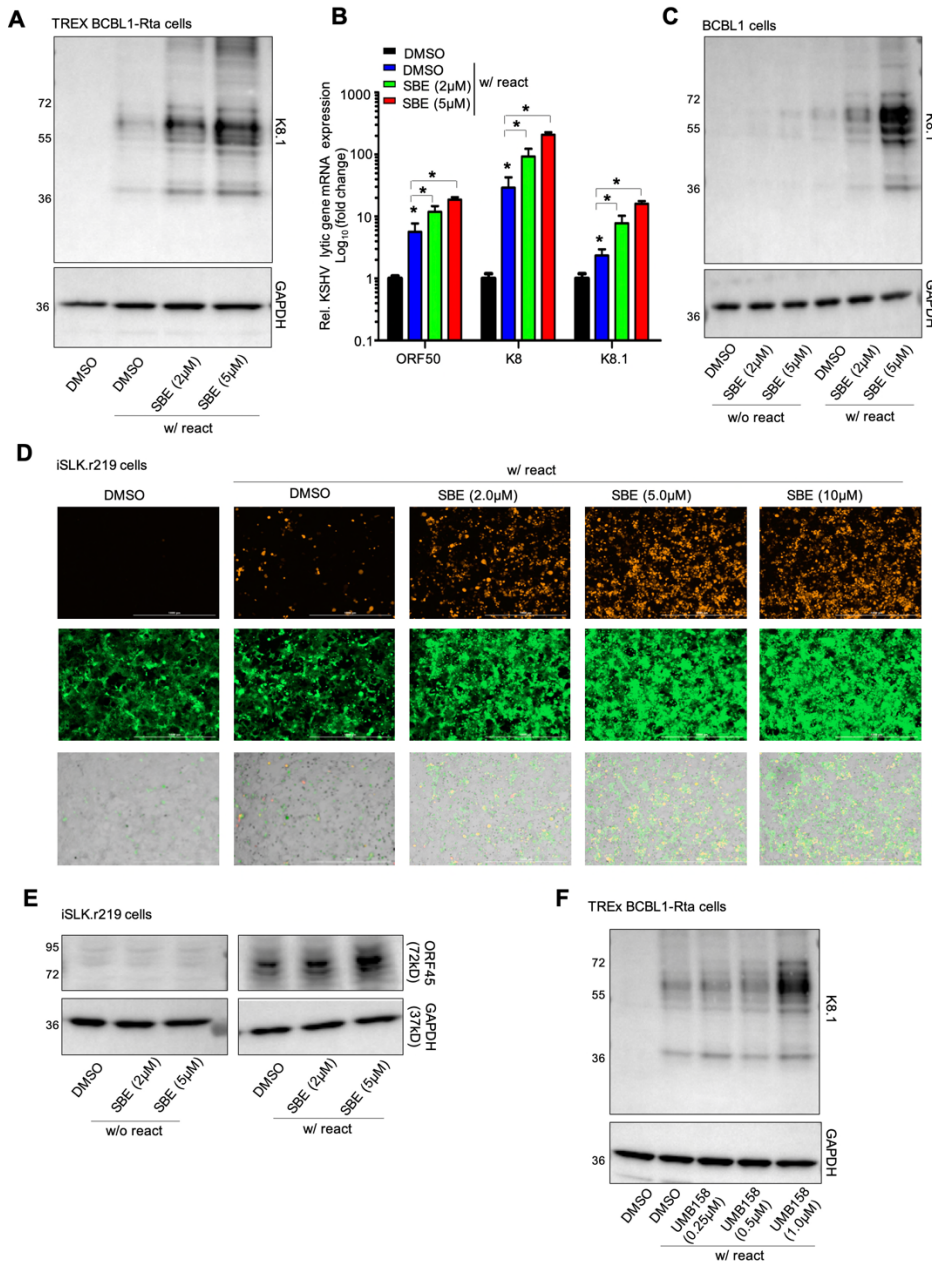 A
TREX BCBL1-Rta cells
72
55
36
K8.1
36
GAPDH
DMSO
DMSO
SBE (2µM)
SBE (5µM)
w/ react
B
DMSO
DMSO
SBE (2µM)
SBE (5µM)
w/ react
Rel. KSHV lytic gene mRNA expression
Log10 (fold change)
1000
100
10
1
0.1
*
*
*
*
*
*
*
*
*
ORF50
K8
K8.1
C
BCBL1 cells
72
55
36
K8.1
36
GAPDH
DMSO
SBE (2µM)
SBE (5µM)
DMSO
SBE (2µM)
SBE (5µM)
w/o react
w/ react
D
iSLK.r219 cells
w/ react
DMSO
DMSO
SBE (2.0µM)
SBE (5.0µM)
SBE (10µM)
E
iSLK.r219 cells
95
72
ORF45
(72kD)
36
GAPDH
(37kD)
DMSO
SBE (2µM)
SBE (5µM)
DMSO
SBE (2µM)
SBE (5µM)
w/o react
w/ react
F
TREx BCBL1-Rta cells
72
55
36
K8.1
36
GAPDH
DMSO
DMSO
UMB158
(0.25µM)
UMB158
(0.5µM)
UMB158
(1.0µM)
w/ react